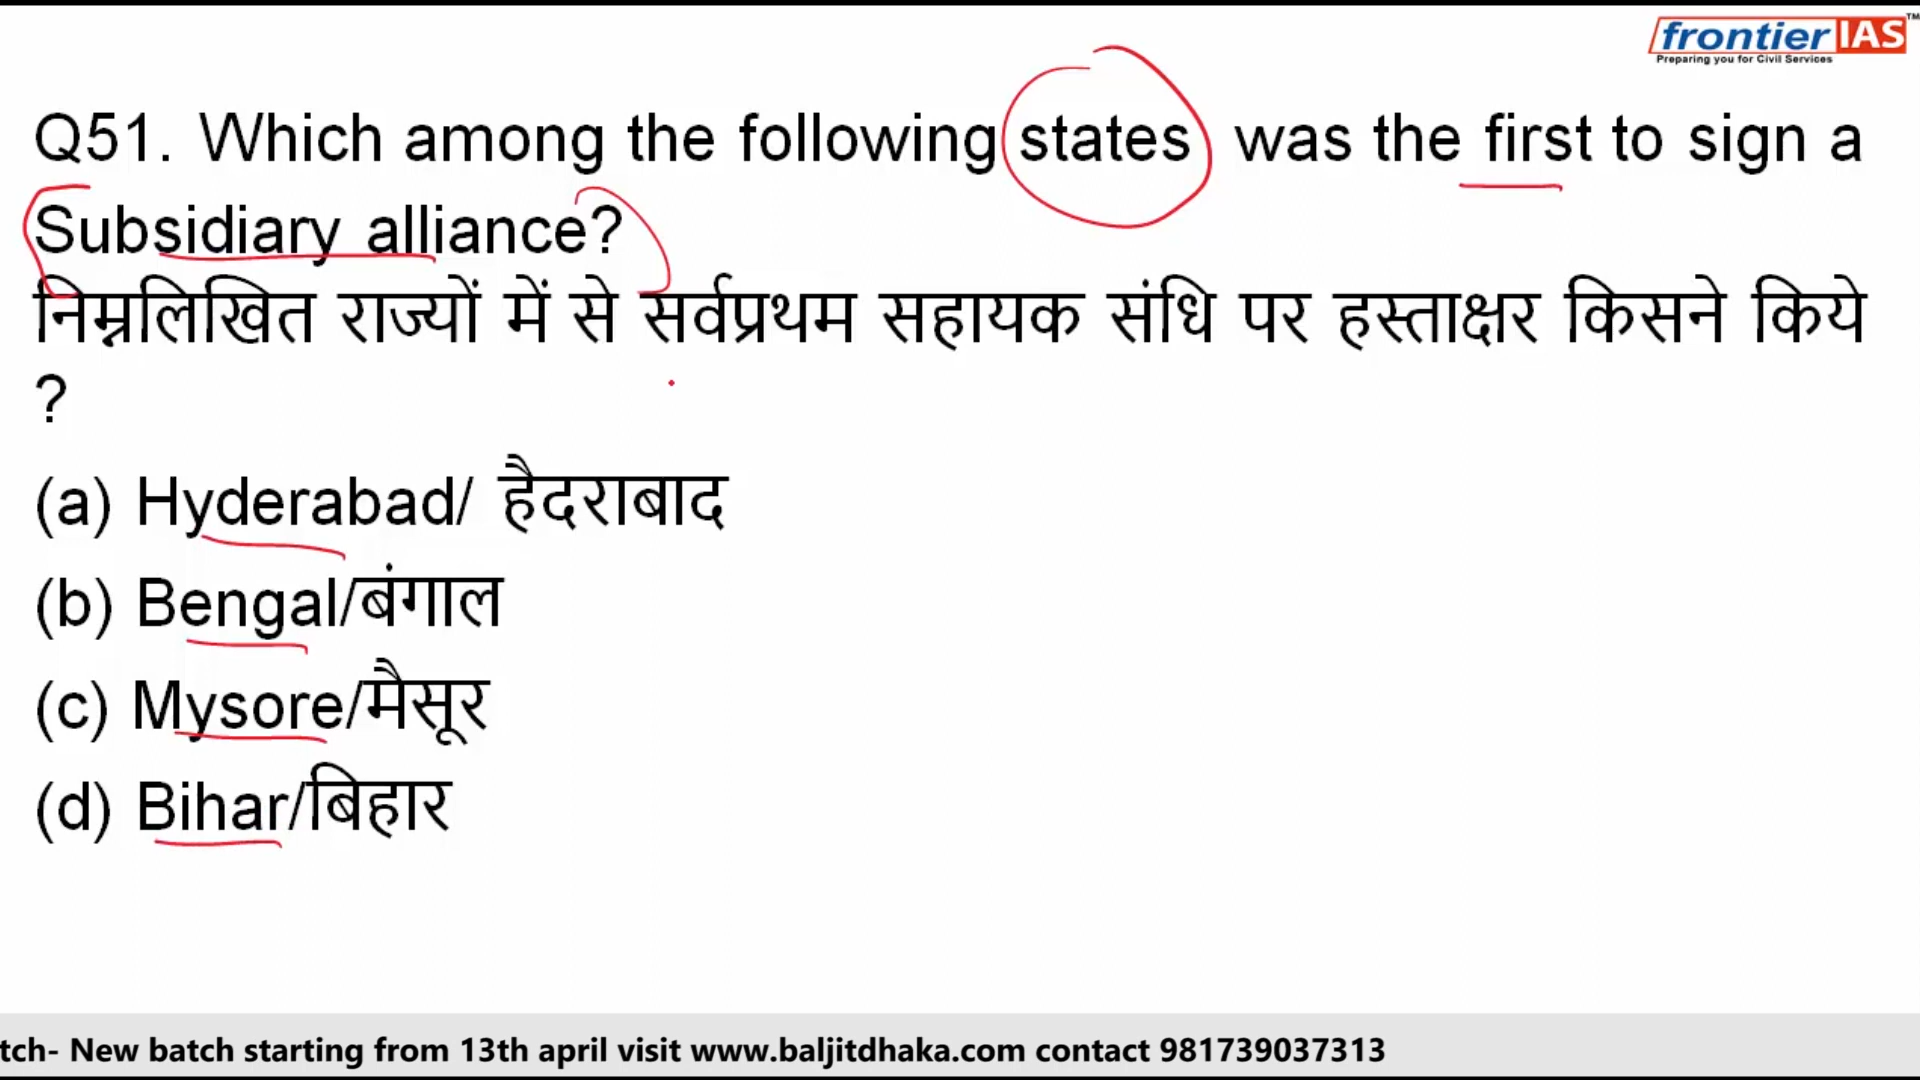 frontier IAS ™
Preparing you for Civil Services
Q51. Which among the following states was the first to sign a
Subsidiary alliance?
निम्नलिखित राज्यों में से सर्वप्रथम सहायक संधि पर हस्ताक्षर किसने किये
?
(a) Hyderabad/ हैदराबाद
(b) Bengal/बंगाल
(c) Mysore/मैसूर
(d) Bihar/बिहार
tch- New batch starting from 13th april visit www.baljitdhaka.com contact 981739037313